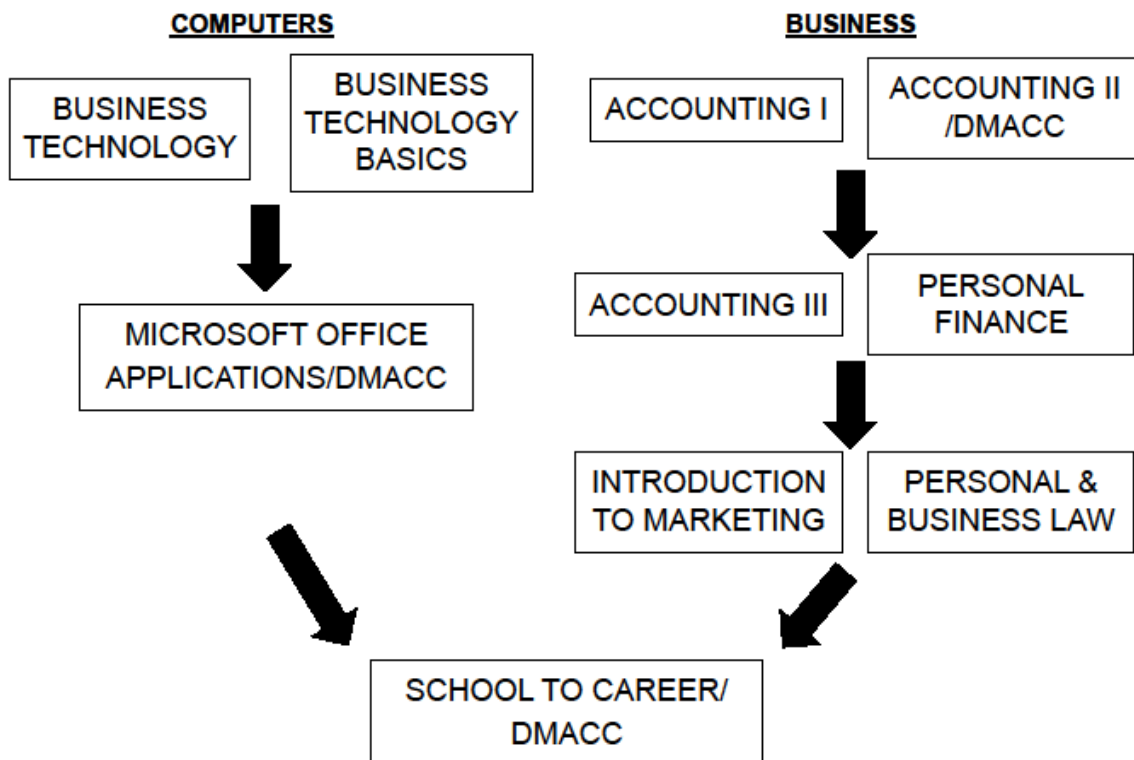 COMPUTERS
BUSINESS
TECHNOLOGY
BUSINESS
TECHNOLOGY
BASICS
MICROSOFT OFFICE
APPLICATIONS/DMACC
BUSINESS
ACCOUNTING I
ACCOUNTING II
/DMACC
ACCOUNTING III
PERSONAL
FINANCE
INTRODUCTION
TO MARKETING
PERSONAL &
BUSINESS LAW
SCHOOL TO CAREER/
DMACC